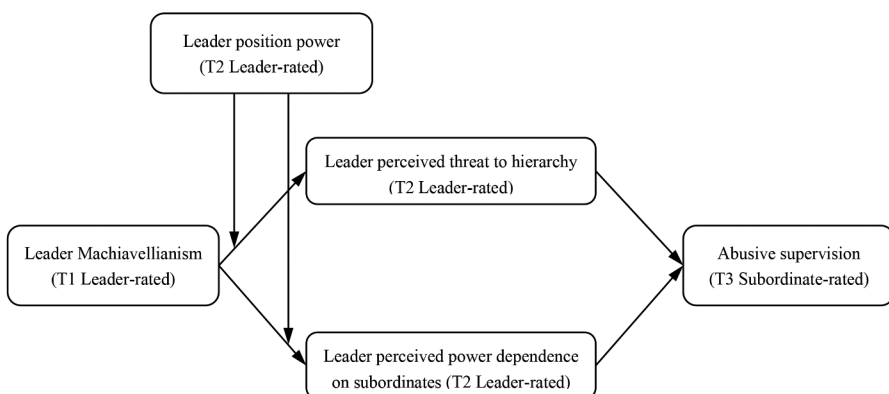 Leader position power
(T2 Leader-rated)
Leader perceived threat to hierarchy
(T2 Leader-rated)
Leader Machiavellianism
(T1 Leader-rated)
Abusive supervision
(T3 Subordinate-rated)
Leader perceived power dependence
on subordinates (T2 Leader-rated)